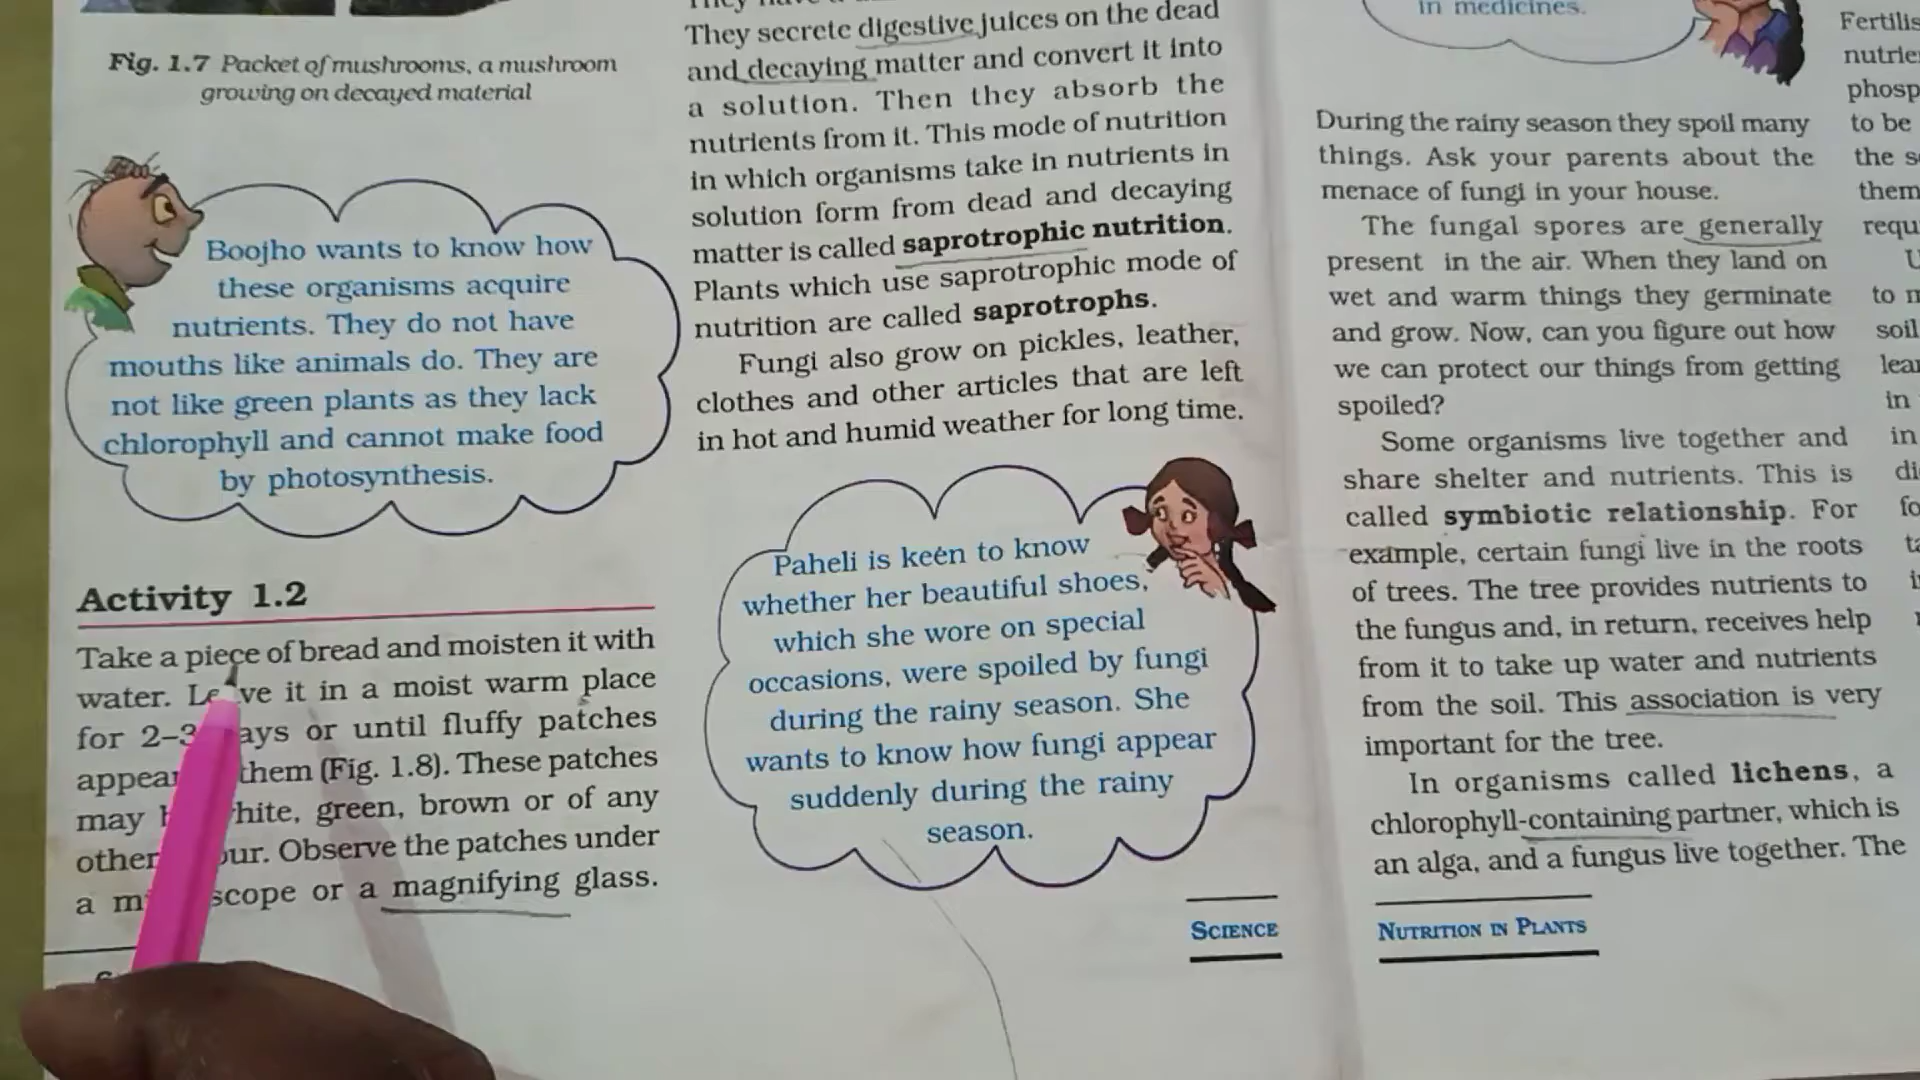 Fig. 1.7 Packet of mushrooms, a mushroom
growing on decayed material
Boojho wants to know how
these organisms acquire
nutrients. They do not have
mouths like animals do. They are
not like green plants as they lack
chlorophyll and cannot make food
by photosynthesis.
Activity 1.2
Take a piece of bread and moisten it with
water. it in a moist warm place
for or until fluffy patches
them (Fig. 1.8). These patches
may green, brown or of any
other Observe the patches under
a or a magnifying glass.
They secrete digestive juices on the dead
and decaying matter and convert it into
a solution. Then they absorb the
nutrients from it. This mode of nutrition
in which organisms take in nutrients in
solution form from dead and decaying
matter is called saprotrophic nutrition.
Plants which use saprotrophic mode of
nutrition are called saprotrophs.
Fungi also grow on pickles, leather,
clothes and other articles that are left
in hot and humid weather for long time.
Paheli is keen to know
whether her beautiful shoes,
which she wore on special
occasions, were spoiled by fungi
during the rainy season. She
wants to know how fungi appear
suddenly during the rainy
season.
SCIENCE
in medicines.
During the rainy season they spoil many
things. Ask your parents about the
menace of fungi in your house.
The fungal spores are generally
present in the air. When they land on
wet and warm things they germinate
and grow. Now, can you figure out how
we can protect our things from getting
spoiled?
Some organisms live together and
share shelter and nutrients. This is
called symbiotic relationship. For
example, certain fungi live in the roots
of trees. The tree provides nutrients to
the fungus and, in return, receives help
from it to take up water and nutrients
from the soil. This association is very
important for the tree.
In organisms called lichens, a
chlorophyll-containing partner, which is
an alga, and a fungus live together. The
NUTRITION IN PLANTS
to be
the
them
to
soil
in
in